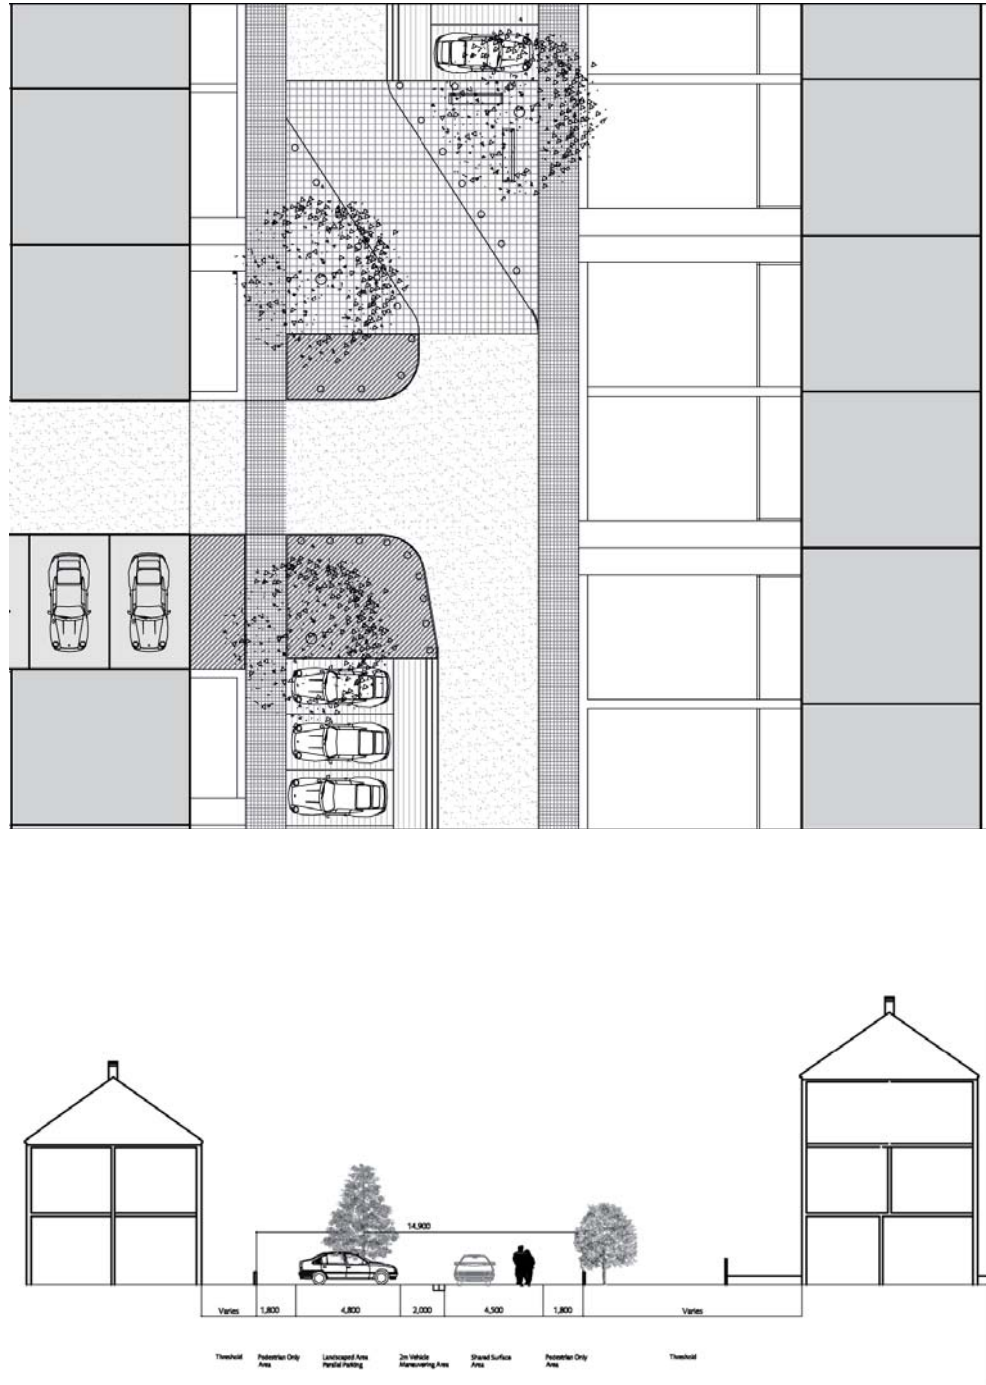 14,900
Varies 1,800 4,800 2,000 4,500 1,800 Varies
Threshold Pedestrian Only Landscaped Area 2m Vehicle Shared Surface Pedestrian Only Threshold
Area Parallel Parking Maneuvering Area Area Area